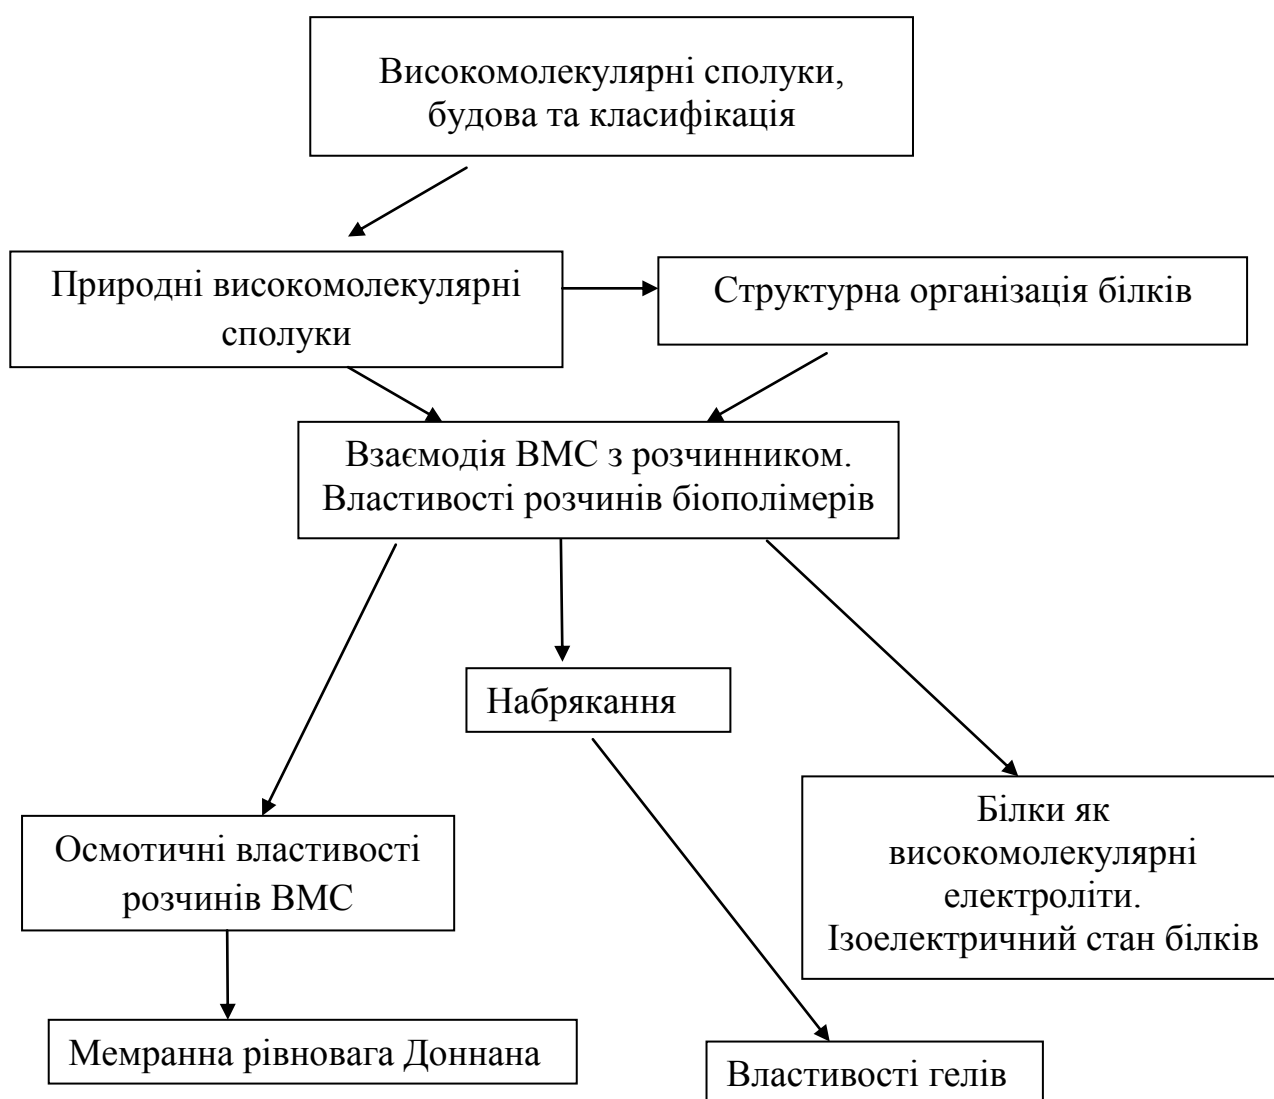 Високомолекулярні сполуки,
будова та класифікація
Природні високомолекулярні
сполуки
Структурна організація білків
Взаємодія ВМС з розчинником.
Властивості розчинів біополімерів
Набрякання
Білки як
високомолекулярні
електроліти.
Ізоелектричний стан білків
Осмотичні властивості
розчинів ВМС
Мемранна рівновага Доннана
Властивості гелів